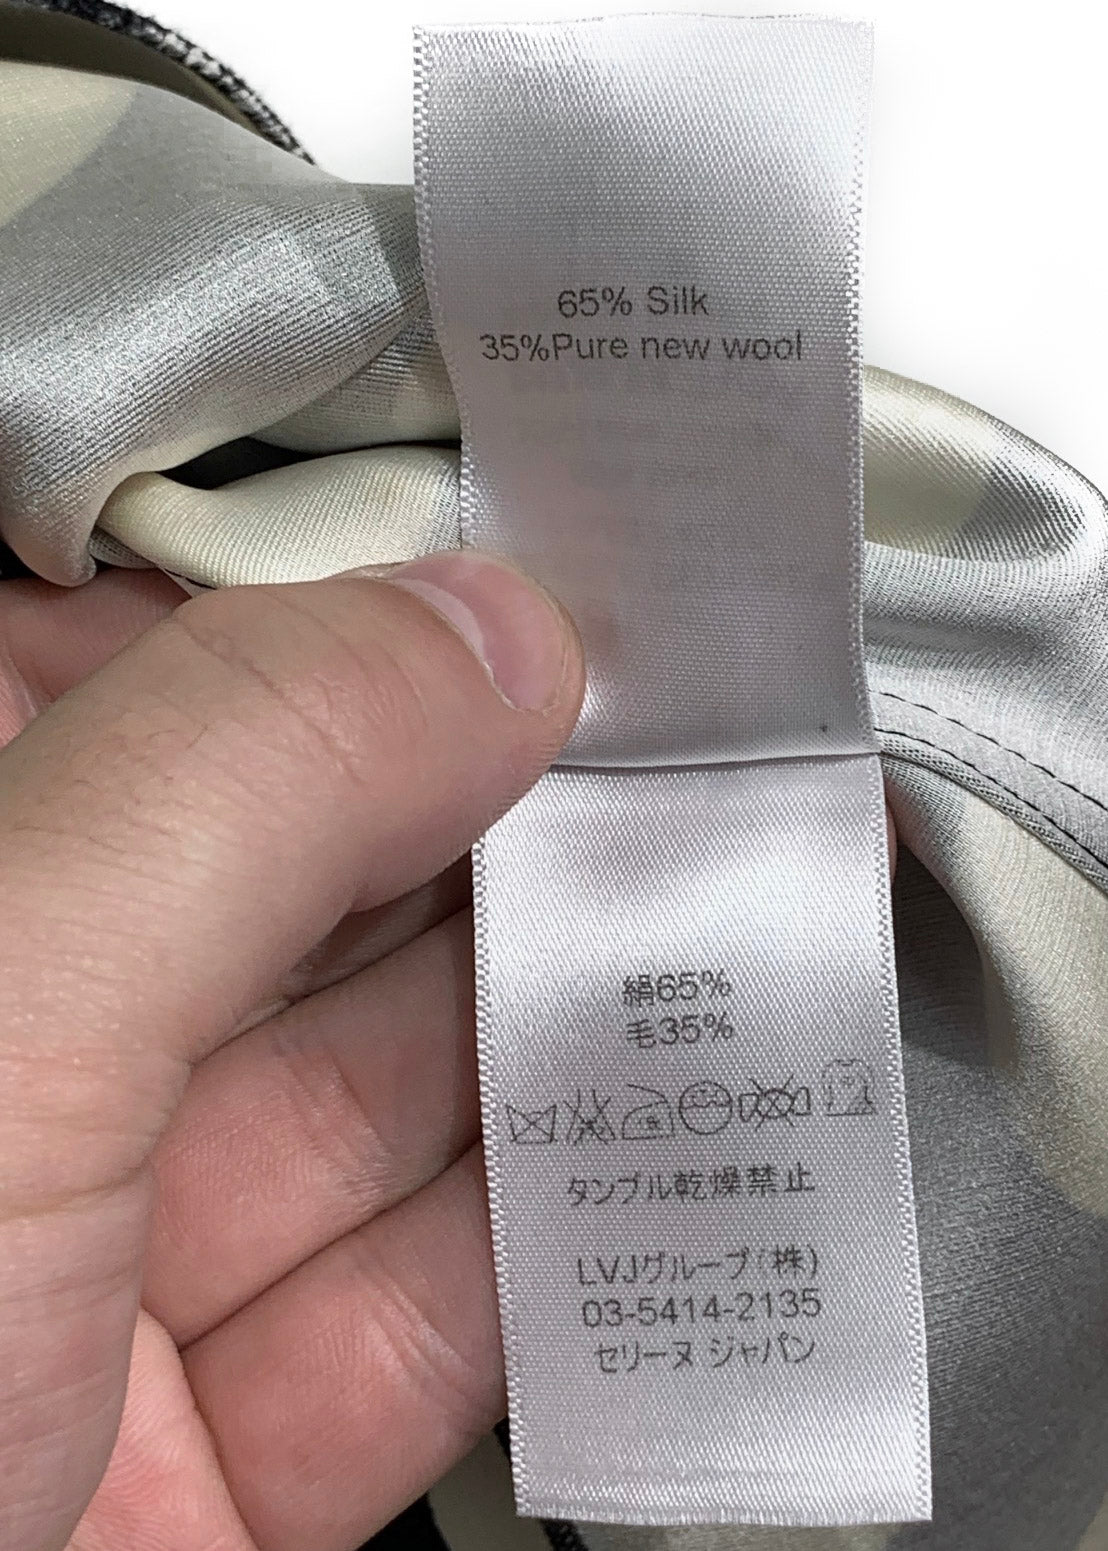 65% Silk
35%Pure new wool
絹65%
毛35%
タンブル乾燥禁止
LVJグループ(株)
03-5414-2135
セリーヌ ジャパン